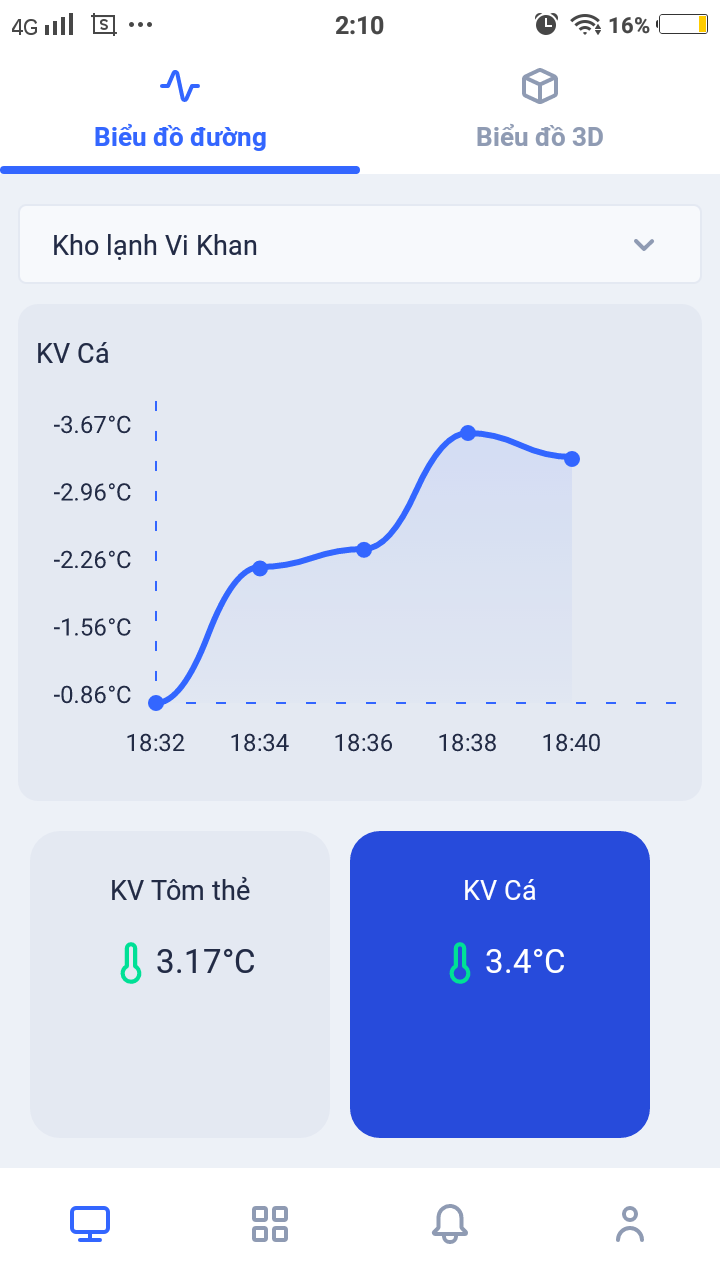 4G S 2:10 16%
Biểu đồ đường
Biểu đồ 3D
Kho lạnh Vi Khan
KV Cá
-3.67°C
-2.96°C
-2.26°C
-1.56°C
-0.86°C
18:32 18:34 18:36 18:38 18:40
KV Tôm thẻ
3.17°C
KV Cá
3.4°C